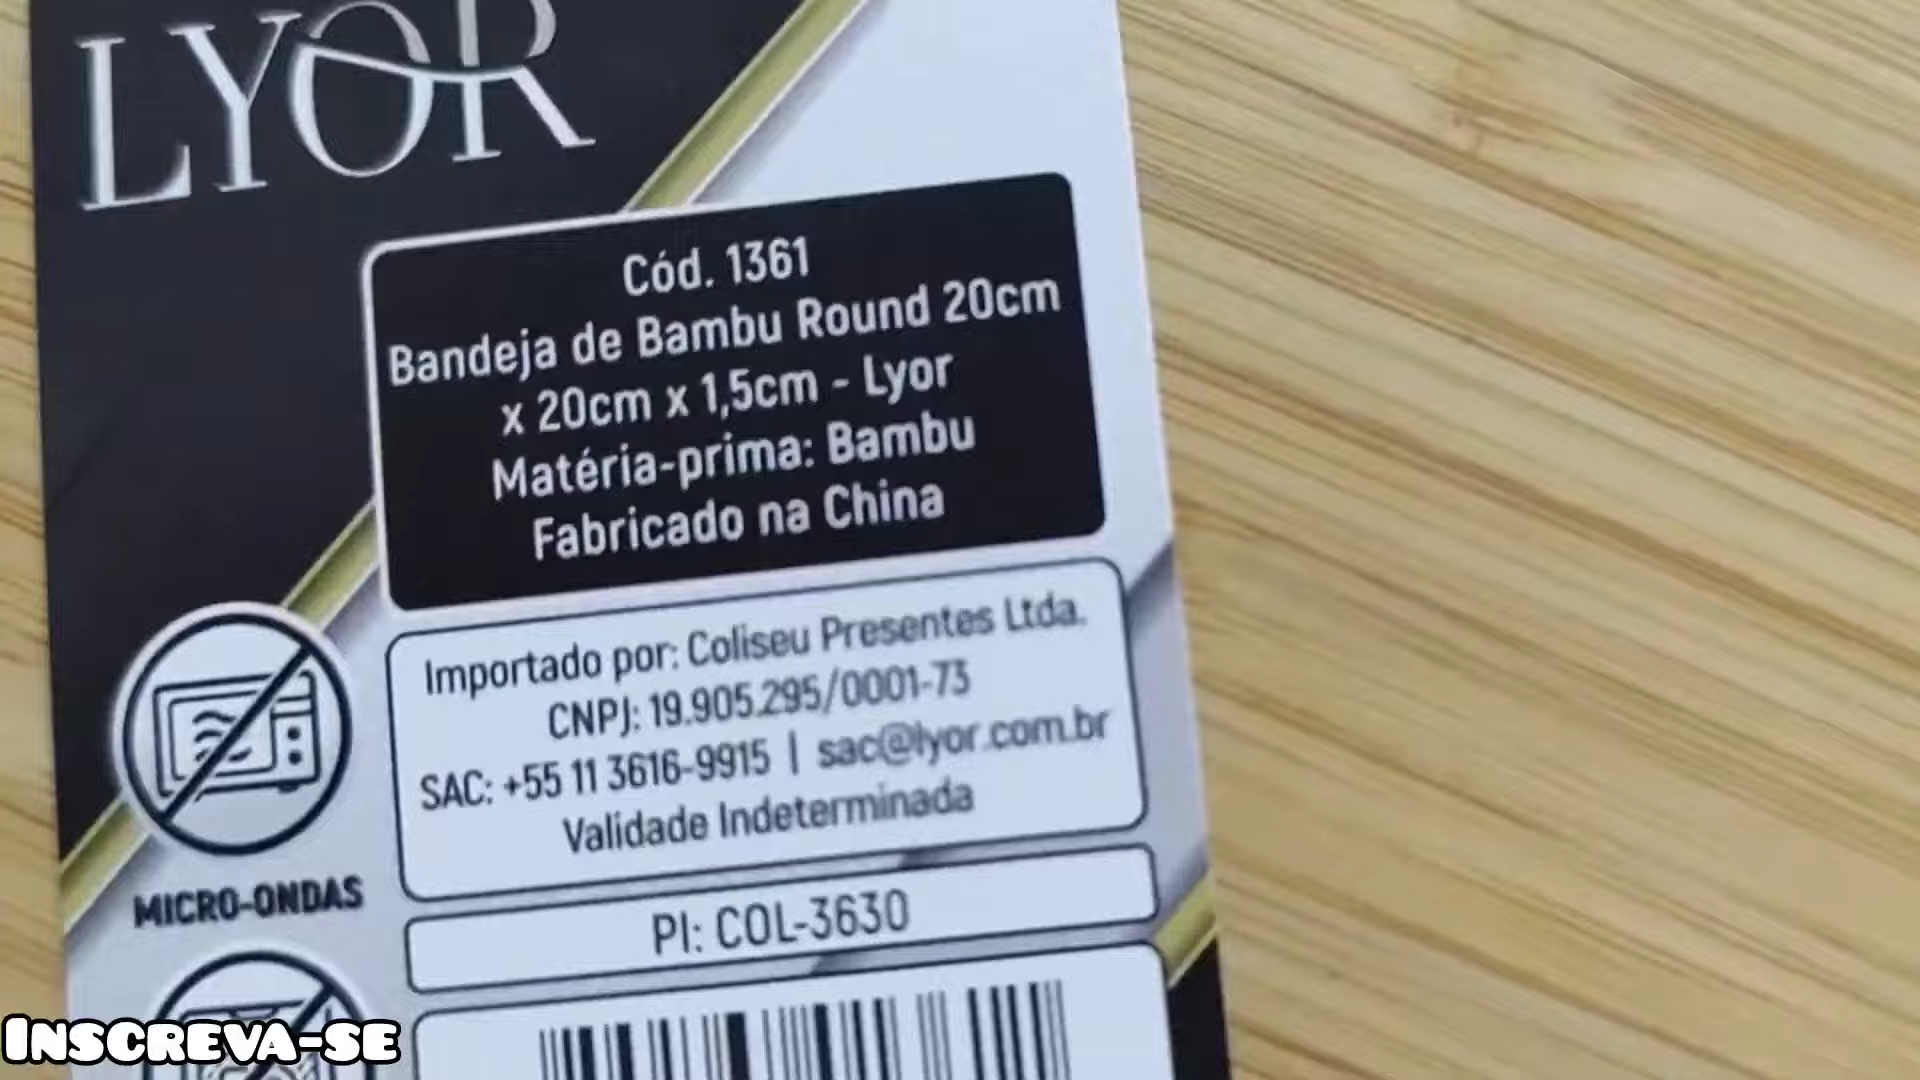 LYOR
Cód. 1361
Bandeja de Bambu Round 20cm
x 20cm x 1,5cm - Lyor
Matéria-prima: Bambu
Fabricado na China
Importado por: Coliseu Presentes Ltda.
CNPJ: 19.905.295/0001-73
SAC: +55 11 3616-9915 | sac@lyor.com.br
Validade Indeterminada
MICRO-ONDAS
PI: COL-3630
INSCREVA-SE